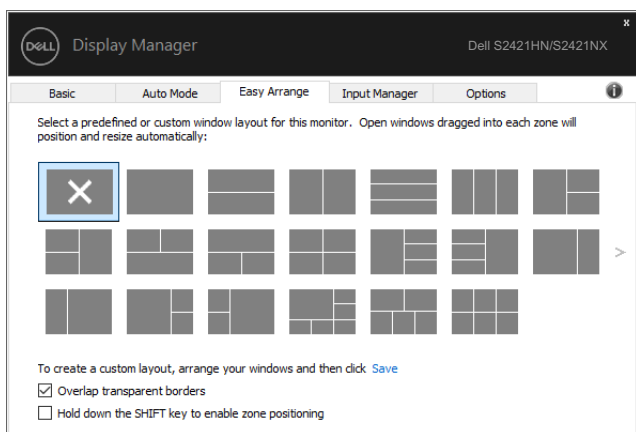 x
DELL Display Manager Dell S2421HN/S2421NX
Basic Auto Mode Easy Arrange Input Manager Options
Select a predefined or custom window layout for this monitor. Open windows dragged into each zone will
position and resize automatically:
>
To create a custom layout, arrange your windows and then click Save
Overlap transparent borders
Hold down the SHIFT key to enable zone positioning